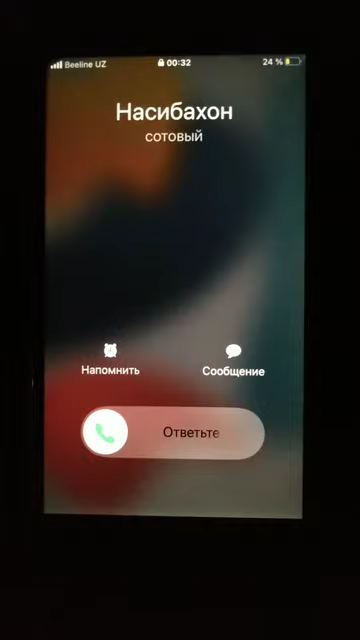 Beeline UZ 00:32 24 %
Насибахон
сотовый
Напомнить Сообщение
Ответьте